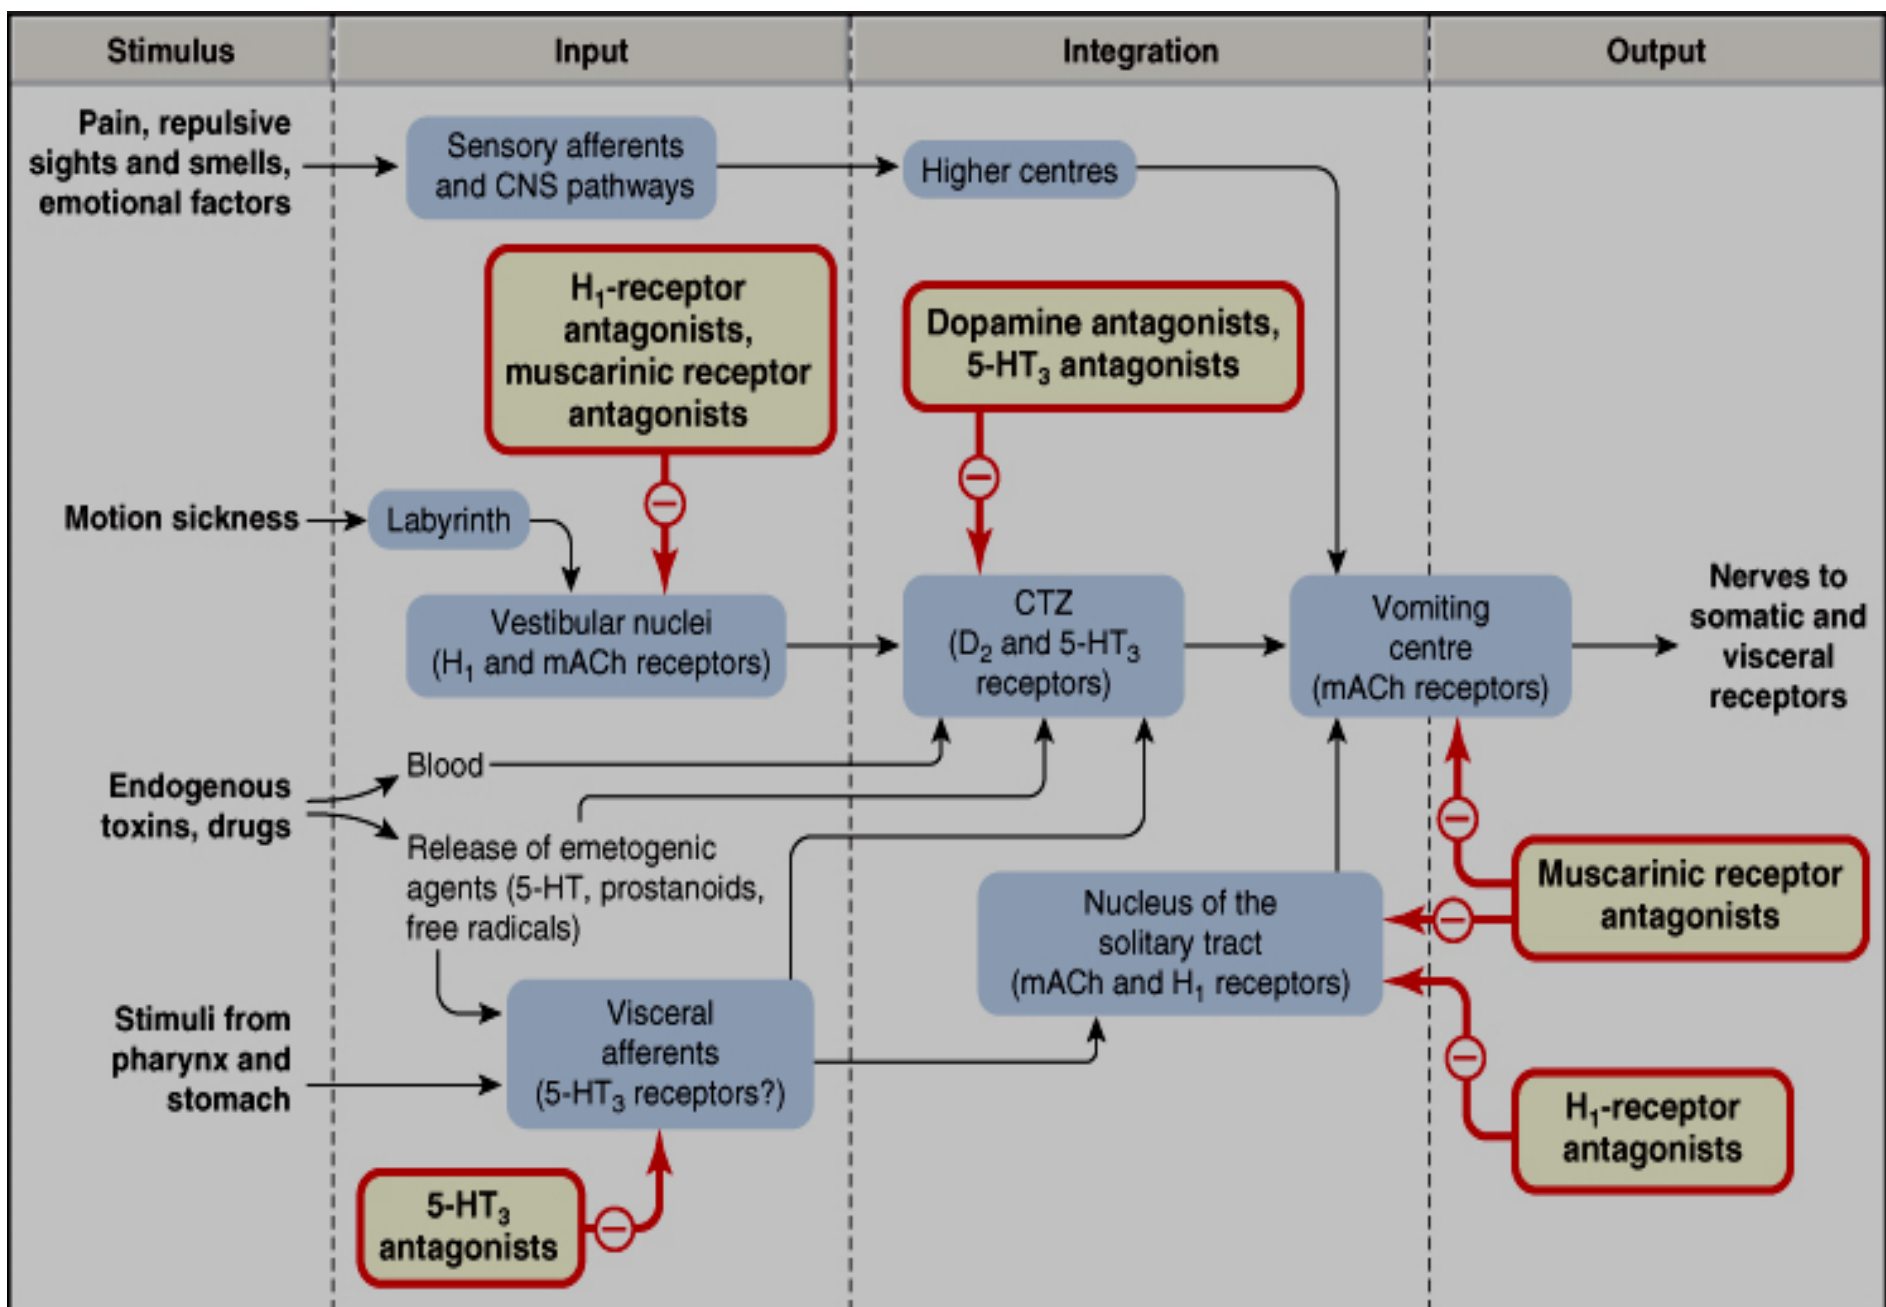 Stimulus
Input
Integration
Output
Pain, repulsive
sights and smells,
emotional factors
Sensory afferents
and CNS pathways
Higher centres
H₁-receptor
antagonists,
muscarinic receptor
antagonists
Dopamine antagonists,
5-HT₃ antagonists
Motion sickness
Labyrinth
Vestibular nuclei
(H₁ and mACh receptors)
CTZ
(D₂ and 5-HT₃
receptors)
Vomiting
centre
(mACh receptors)
Nerves to
somatic and
visceral
receptors
Endogenous
toxins, drugs
Blood
Release of emetogenic
agents (5-HT, prostanoids,
free radicals)
Muscarinic receptor
antagonists
Nucleus of the
solitary tract
(mACh and H₁ receptors)
Stimuli from
pharynx and
stomach
Visceral
afferents
(5-HT₃ receptors?)
H₁-receptor
antagonists
5-HT₃
antagonists